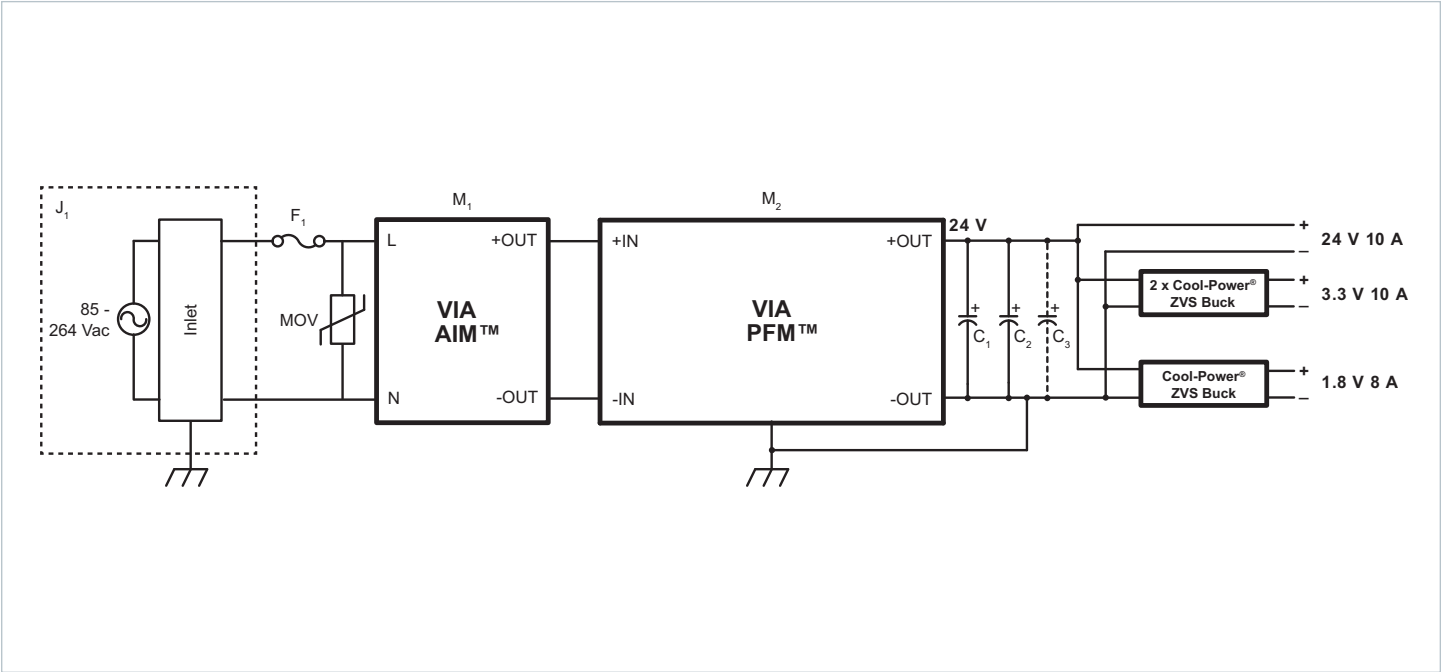 J1
85 -
264 Vac
Inlet
F1
MOV
M1
L
+OUT
VIA
AIM™
N
-OUT
M2
+IN
+OUT
VIA
PFM™
-IN
-OUT
24 V
+
C1
+
C2
+
C3
+
24 V 10 A
–
2 x Cool-Power®
ZVS Buck
+
3.3 V 10 A
–
Cool-Power®
ZVS Buck
+
1.8 V 8 A
–